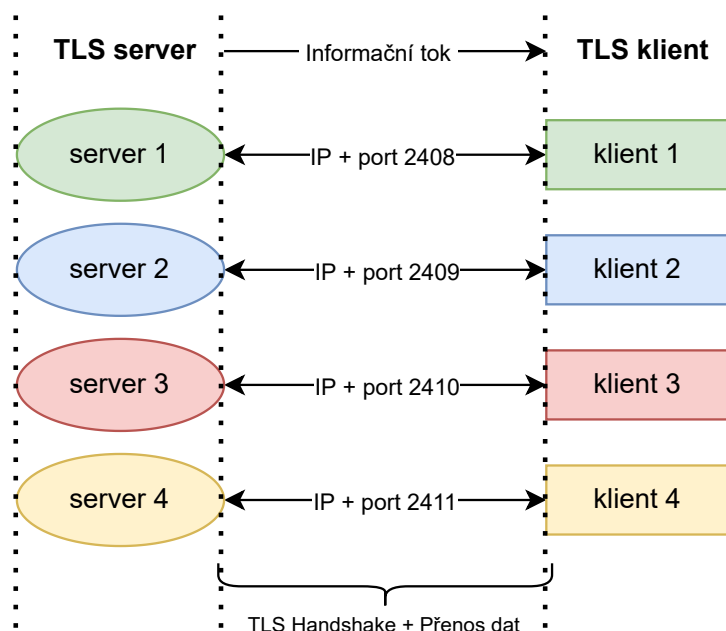 TLS server
Informační tok
TLS klient
server 1
IP + port 2408
klient 1
server 2
IP + port 2409
klient 2
server 3
IP + port 2410
klient 3
server 4
IP + port 2411
klient 4
TLS Handshake + Přenos dat